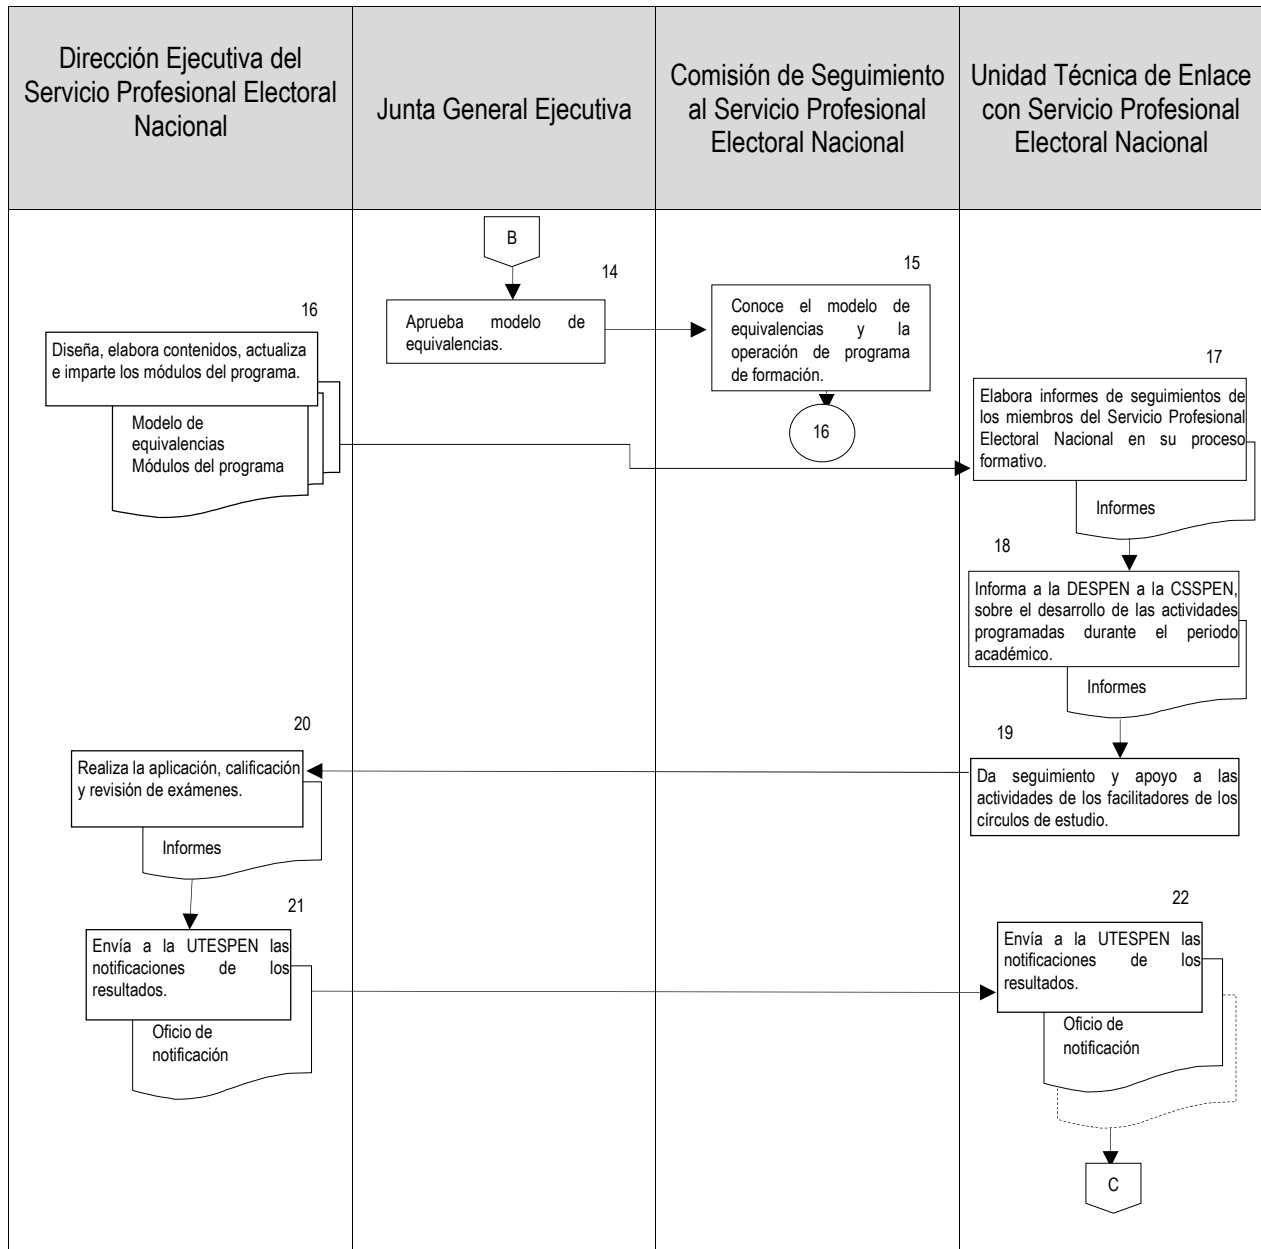 Dirección Ejecutiva del
Servicio Profesional Electoral
Nacional
Junta General Ejecutiva
Comisión de Seguimiento
al Servicio Profesional
Electoral Nacional
Unidad Técnica de Enlace
con Servicio Profesional
Electoral Nacional
B
14
Aprueba modelo de
equivalencias.
15
Conoce el modelo de
equivalencias y la
operación de programa
de formación.
16
16
Diseña, elabora contenidos, actualiza
e imparte los módulos del programa.
Modelo de
equivalencias
Módulos del programa
17
Elabora informes de seguimientos de
los miembros del Servicio Profesional
Electoral Nacional en su proceso
formativo.
Informes
18
Informa a la DESPEN a la CSSPEN,
sobre el desarrollo de las actividades
programadas durante el periodo
académico.
Informes
19
Da seguimiento y apoyo a las
actividades de los facilitadores de los
círculos de estudio.
20
Realiza la aplicación, calificación
y revisión de exámenes.
Informes
21
Envía a la UTESPEN las
notificaciones de los
resultados.
Oficio de
notificación
22
Envía a la UTESPEN las
notificaciones de los
resultados.
Oficio de
notificación
C